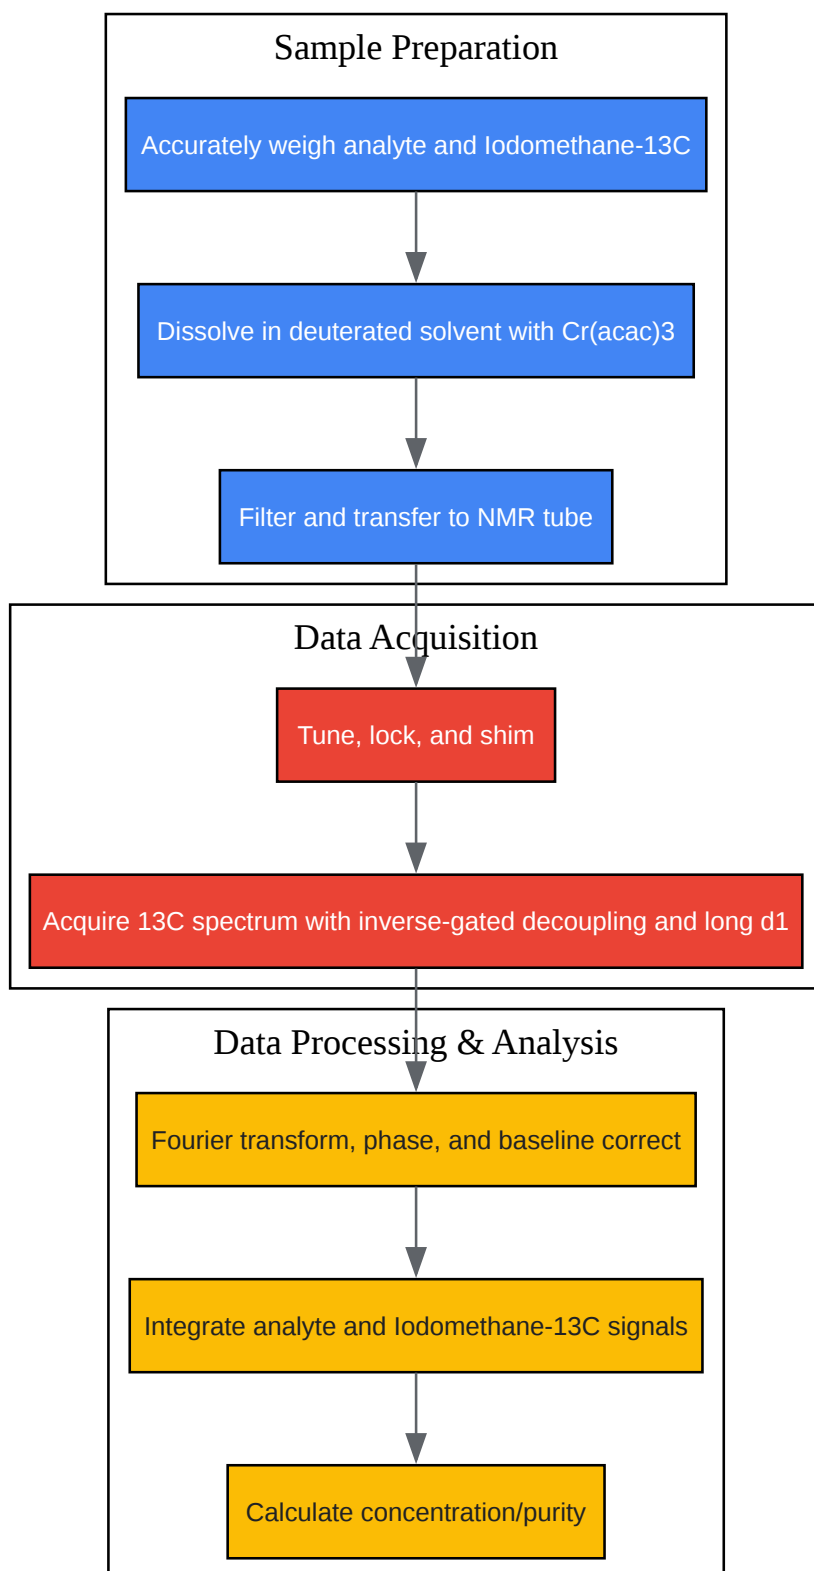 Sample Preparation
Accurately weigh analyte and Iodomethane-13C
Dissolve in deuterated solvent with Cr(acac)3
Filter and transfer to NMR tube
Data Acquisition
Tune, lock, and shim
Acquire 13C spectrum with inverse-gated decoupling and long d1
Data Processing & Analysis
Fourier transform, phase, and baseline correct
Integrate analyte and Iodomethane-13C signals
Calculate concentration/purity